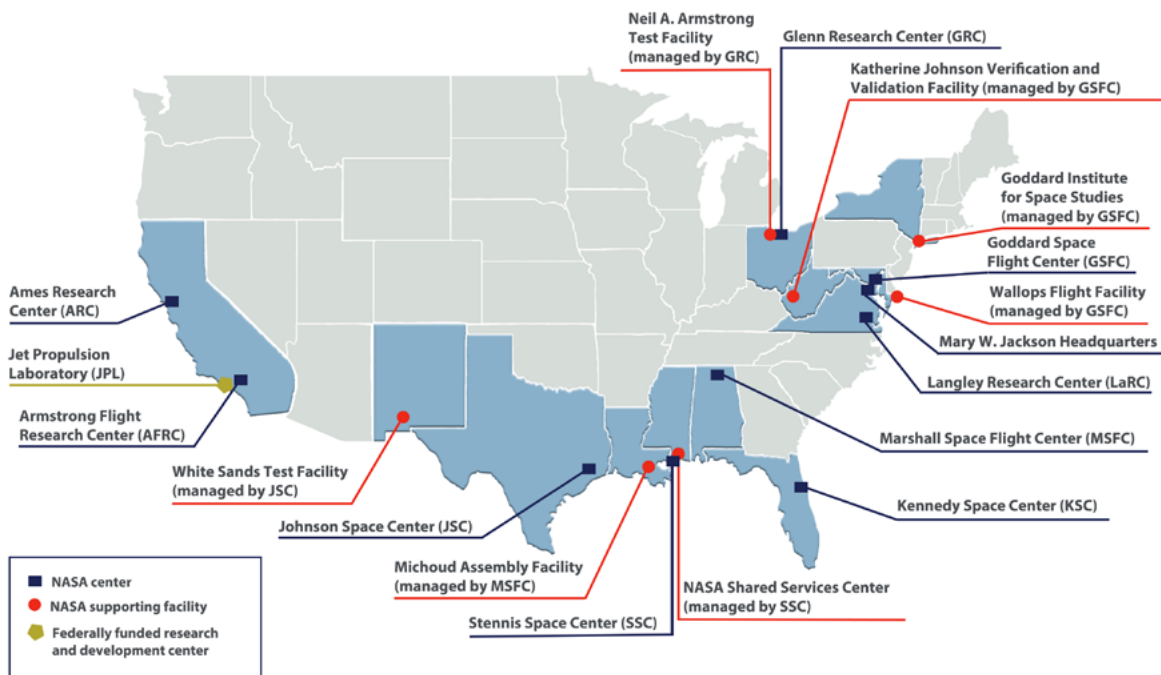 Neil A. Armstrong
Test Facility
(managed by GRC)
Glenn Research Center (GRC)
Katherine Johnson Verification and
Validation Facility (managed by GSFC)
Goddard Institute
for Space Studies
(managed by GSFC)
Goddard Space
Flight Center (GSFC)
Wallops Flight Facility
(managed by GSFC)
Mary W. Jackson Headquarters
Langley Research Center (LaRC)
Marshall Space Flight Center (MSFC)
Kennedy Space Center (KSC)
Ames Research
Center (ARC)
Jet Propulsion
Laboratory (JPL)
Armstrong Flight
Research Center (AFRC)
White Sands Test Facility
(managed by JSC)
Johnson Space Center (JSC)
Michoud Assembly Facility
(managed by MSFC)
Stennis Space Center (SSC)
NASA Shared Services Center
(managed by SSC)
NASA center
NASA supporting facility
Federally funded research
and development center